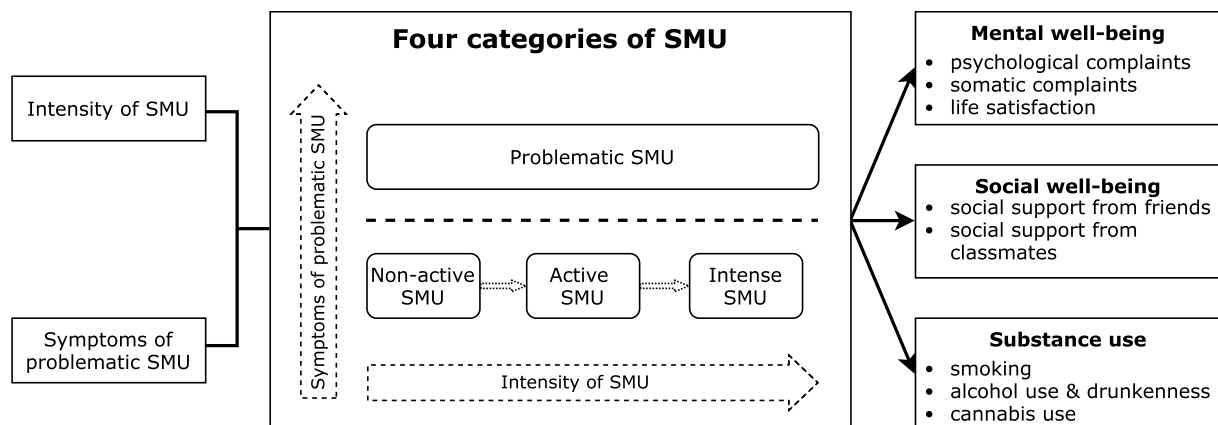 Four categories of SMU
Intensity of SMU
Symptoms of
problematic SMU
Symptoms of problematic SMU
Problematic SMU
Non-active
SMU
Active
SMU
Intense
SMU
Intensity of SMU
Mental well-being
• psychological complaints
• somatic complaints
• life satisfaction
Social well-being
• social support from friends
• social support from
classmates
Substance use
• smoking
• alcohol use & drunkenness
• cannabis use